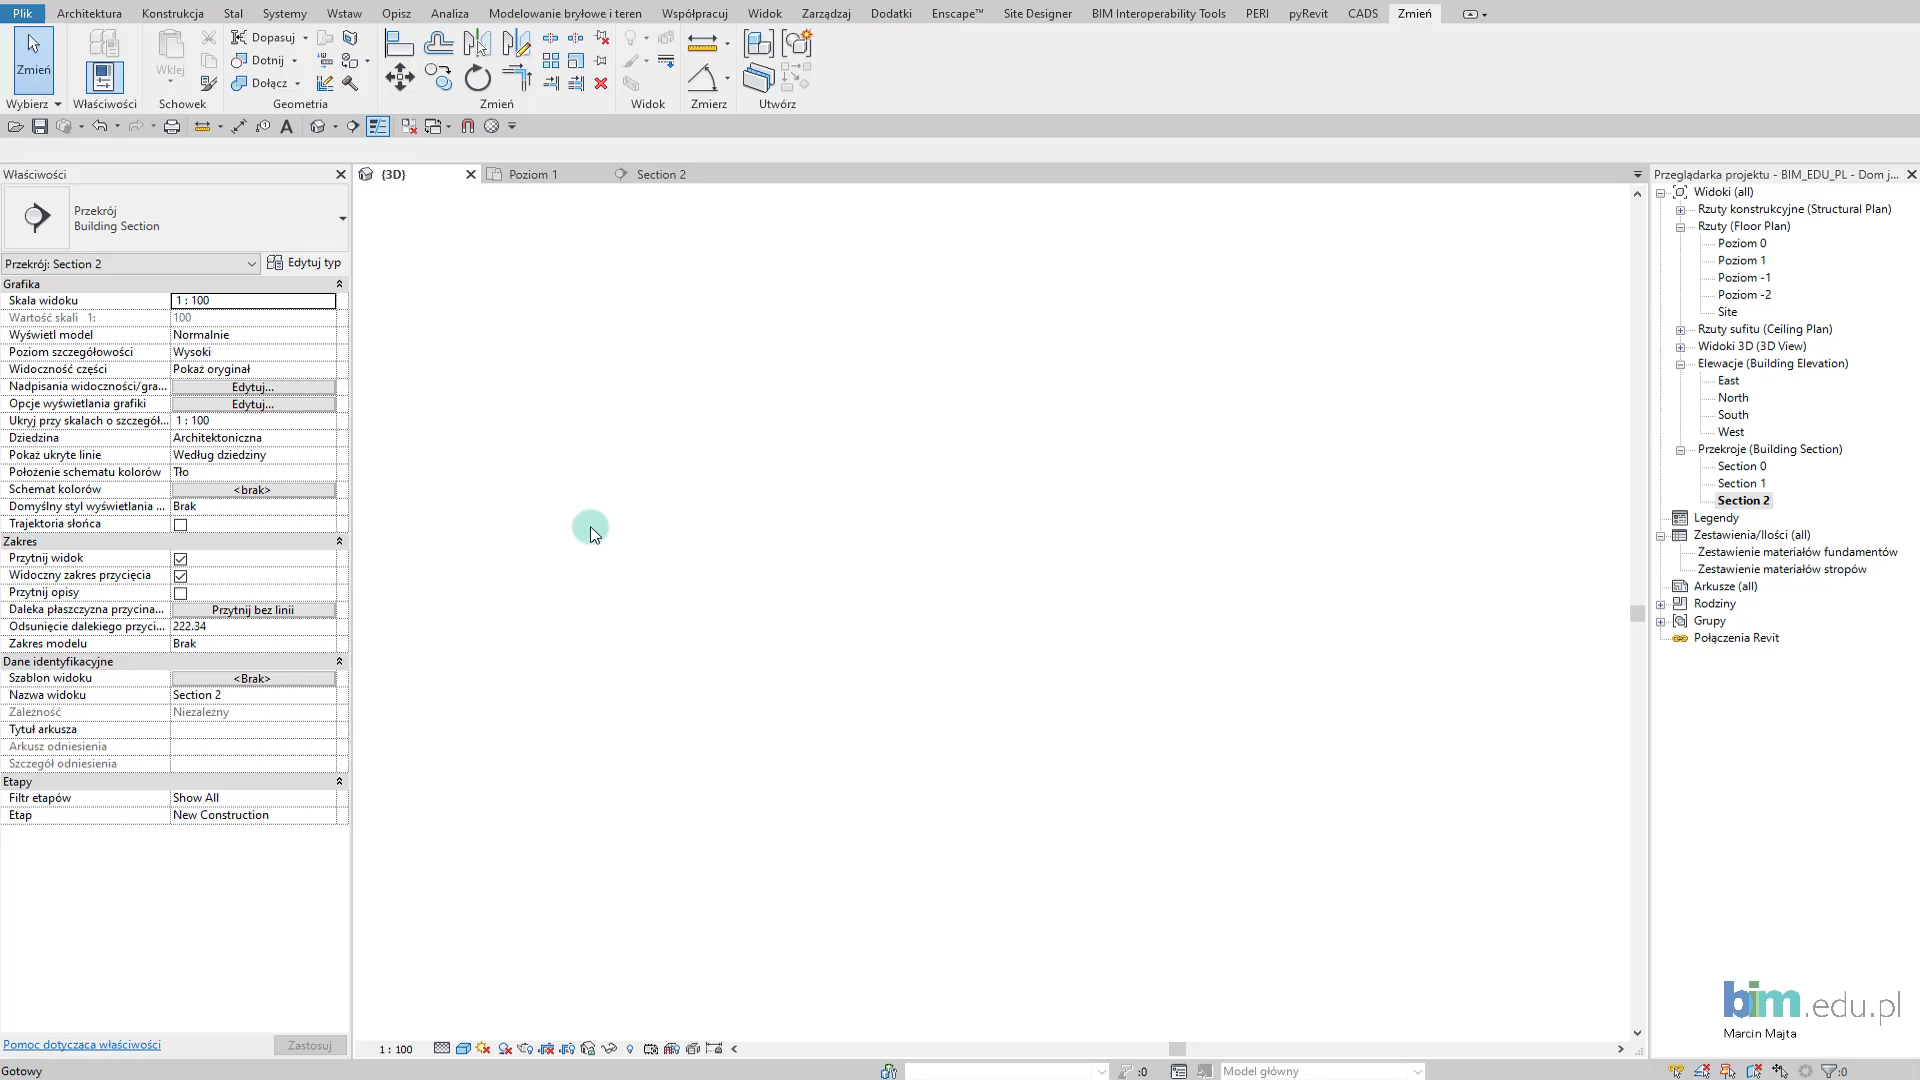 Plik Architektura Konstrukcja Stal Systemy Wstaw Opisz Analiza Modelowanie bryłowe i teren Współpracuj Widok Zarządzaj Dodatki Enscape™ Site Designer BIM Interoperability Tools PERI pyRevit CADS Zmień
Zmień
Wklej
Dopasuj
Dotnij
Dołącz
Wybierz Właściwości Schowek Geometria Zmień Widok Zmierz Utwórz
Właściwości
{3D} Poziom 1 Section 2
Przekrój
Building Section
Przekrój: Section 2 Edytuj typ
Grafika
Skala widoku 1 : 100
Wartość skali 1: 100
Wyświetl model Normalnie
Poziom szczegółowości Wysoki
Widoczność części Pokaż oryginał
Nadpisania widoczności/gra... Edytuj...
Opcje wyświetlania grafiki Edytuj...
Ukryj przy skalach o szczegół... 1 : 100
Dziedzina Architektoniczna
Pokaż ukryte linie Według dziedziny
Położenie schematu kolorów Tło
Schemat kolorów <brak>
Domyślny styl wyświetlania ... Brak
Trajektoria słońca
Zakres
Przytnij widok
Widoczny zakres przycięcia
Przytnij opisy
Daleka płaszczyzna przycina... Przytnij bez linii
Odsunięcie dalekiego przyci... 222.34
Zakres modelu Brak
Dane identyfikacyjne
Szablon widoku <Brak>
Nazwa widoku Section 2
Zależność Niezależny
Tytuł arkusza
Arkusz odniesienia
Szczegół odniesienia
Etapy
Filtr etapów Show All
Etap New Construction
Pomoc dotycząca właściwości Zastosuj
Przeglądarka projektu - BIM_EDU_PL - Dom j...
Widoki (all)
Rzuty konstrukcyjne (Structural Plan)
Rzuty (Floor Plan)
Poziom 0
Poziom 1
Poziom -1
Poziom -2
Site
Rzuty sufitu (Ceiling Plan)
Widoki 3D (3D View)
Elewacje (Building Elevation)
East
North
South
West
Przekroje (Building Section)
Section 0
Section 1
Section 2
Legendy
Zestawienia/Ilości (all)
Zestawienie materiałów fundamentów
Zestawienie materiałów stropów
Arkusze (all)
Rodziny
Grupy
Połączenia Revit
bim.edu.pl
Marcin Majta
1 : 100
Gotowy :0 Model główny :0